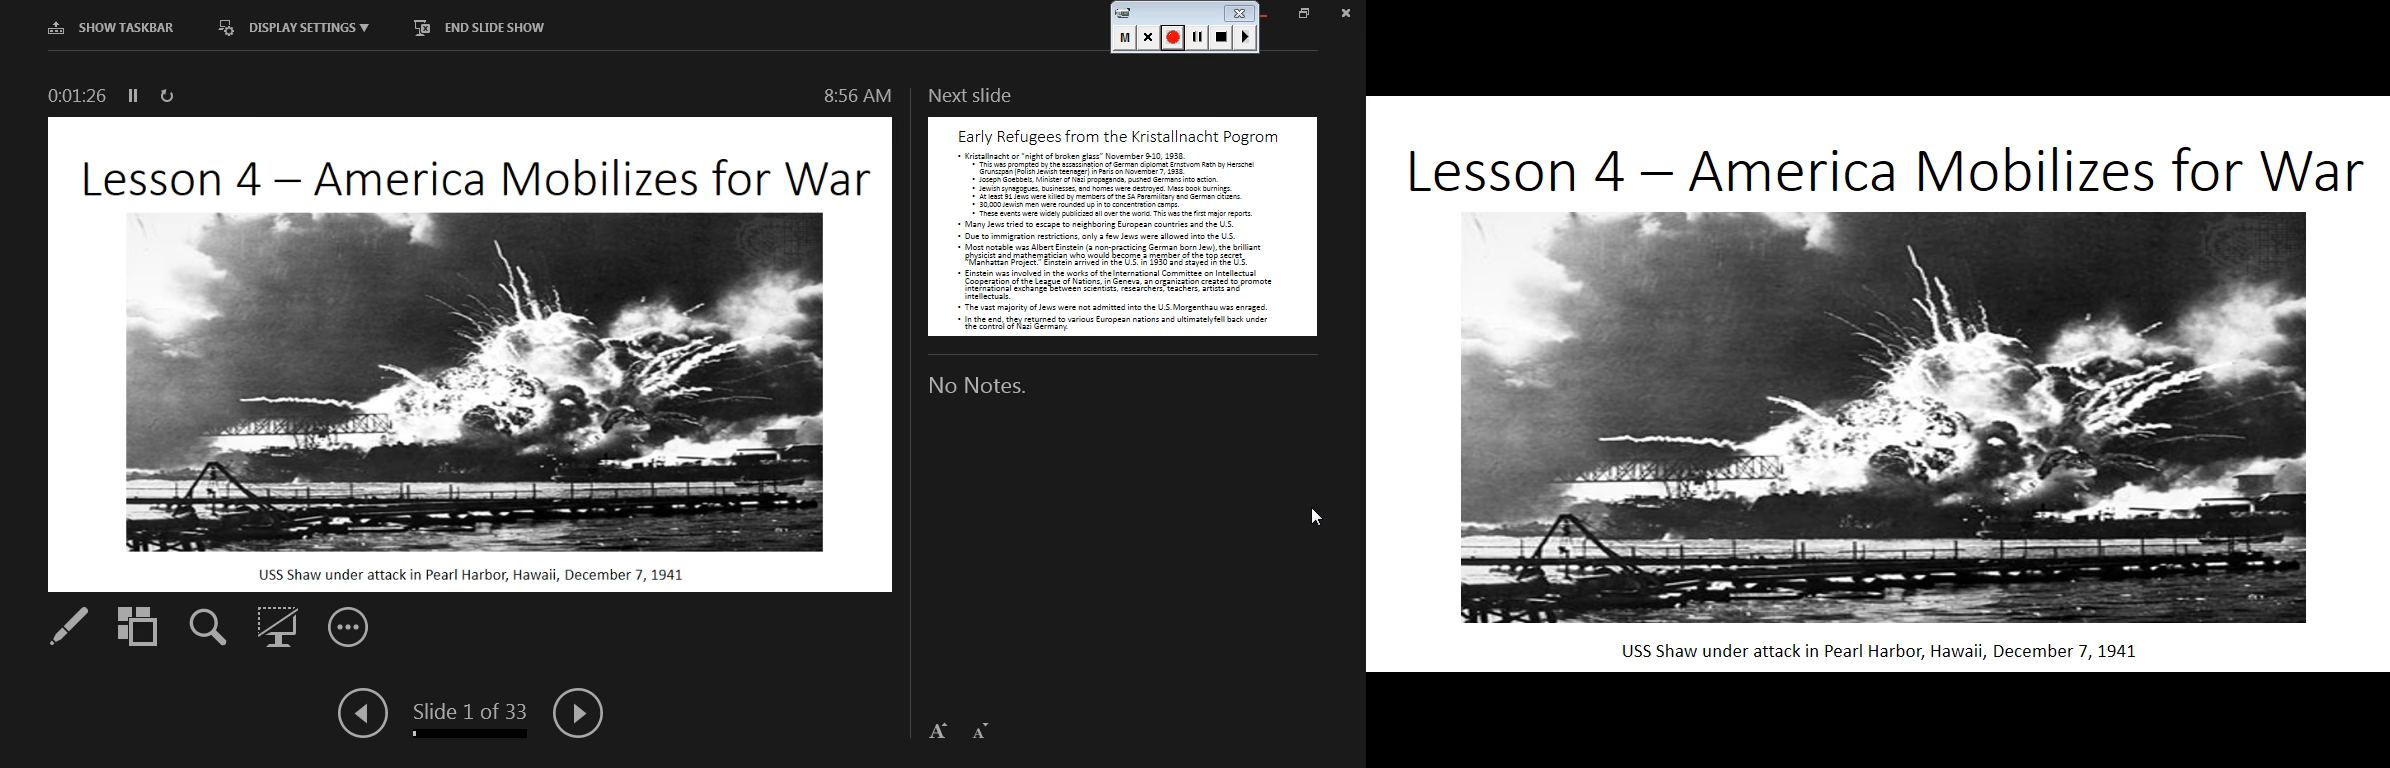 SHOW TASKBAR
DISPLAY SETTINGS ▼
END SLIDE SHOW
M
0:01:26
8:56 AM
Next slide
Lesson 4 – America Mobilizes for War
USS Shaw under attack in Pearl Harbor, Hawaii, December 7, 1941
Slide 1 of 33
Early Refugees from the Kristallnacht Pogrom
• Kristallnacht or "night of broken glass" November 9-10, 1938.
• This was prompted by the assassination of German diplomat Ernstvom Rath by Herschel
Grunszpan (Polish Jewish teenager) in Paris on November 7, 1938.
• Joseph Goebbels, Minister of Nazi propaganda, pushed Germans into action.
• Jewish synagogues, businesses, and homes were destroyed. Mass book burnings.
• At least 91 Jews were killed by members of the SA Paramilitary and German citizens.
• 30,000 Jewish men were rounded up in to concentration camps.
• These events were widely publicized all over the world. This was the first major reports.
• Many Jews tried to escape to neighboring European countries and the U.S.
• Due to immigration restrictions, only a few Jews were allowed into the U.S.
• Most notable was Albert Einstein (a non-practicing German born Jew), the brilliant
physicist and mathematician who would become a member of the top secret
"Manhattan Project." Einstein arrived in the U.S. in 1930 and stayed in the U.S.
• Einstein was involved in the works of the International Committee on Intellectual
Cooperation of the League of Nations, in Geneva, an organization created to promote
international exchange between scientists, researchers, teachers, artists and
intellectuals.
• The vast majority of Jews were not admitted into the U.S. Morgenthau was enraged.
• In the end, they returned to various European nations and ultimately fell back under
the control of Nazi Germany.
No Notes.
A A
Lesson 4 – America Mobilizes for War
USS Shaw under attack in Pearl Harbor, Hawaii, December 7, 1941